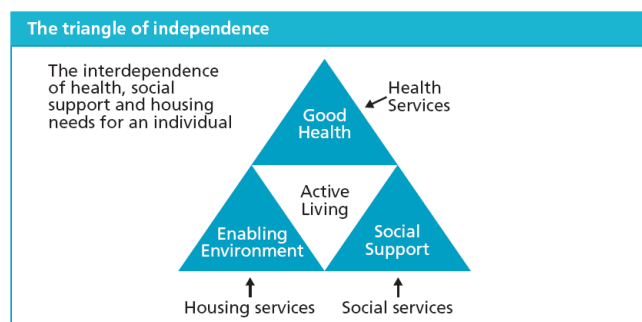 The triangle of independence
The interdependence
of health, social
support and housing
needs for an individual
Good
Health
Health
Services
Active
Living
Enabling
Environment
Social
Support
Housing services
Social services